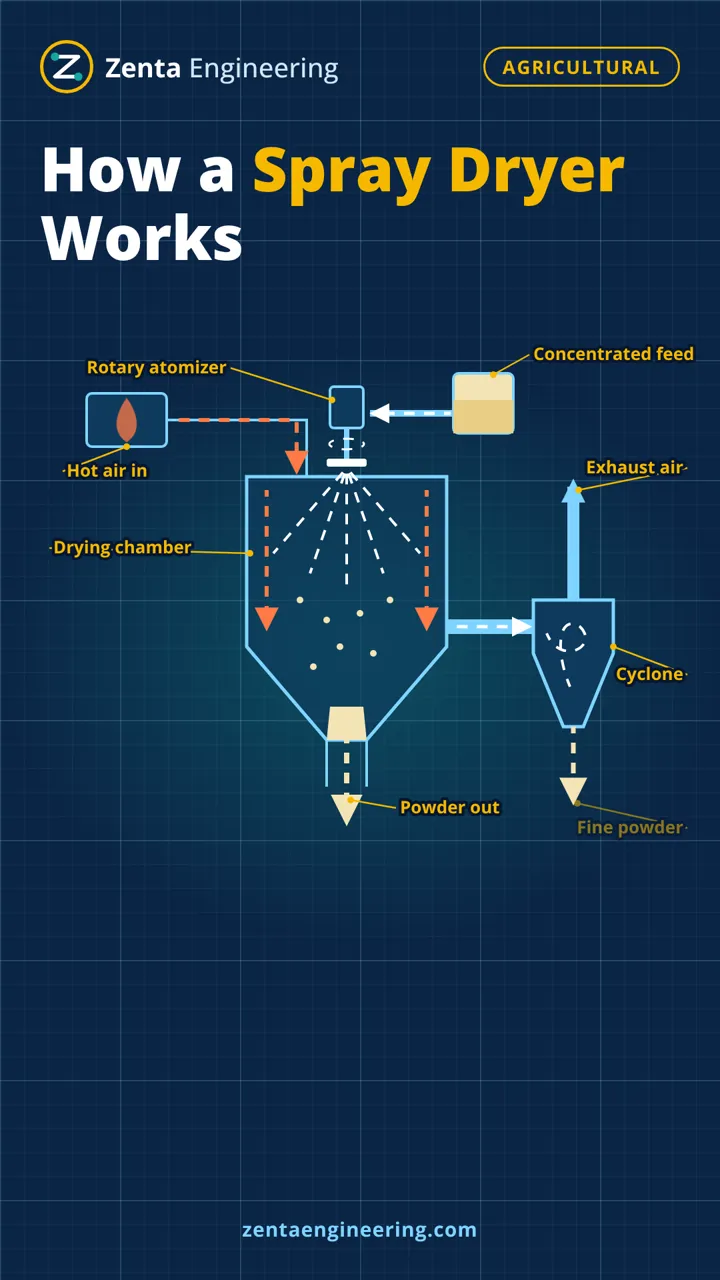 Zenta Engineering
AGRICULTURAL
How a Spray Dryer
Works
Concentrated feed
Rotary atomizer
Hot air in
Exhaust air
Drying chamber
Cyclone
Powder out
Fine powder
zentaengineering.com